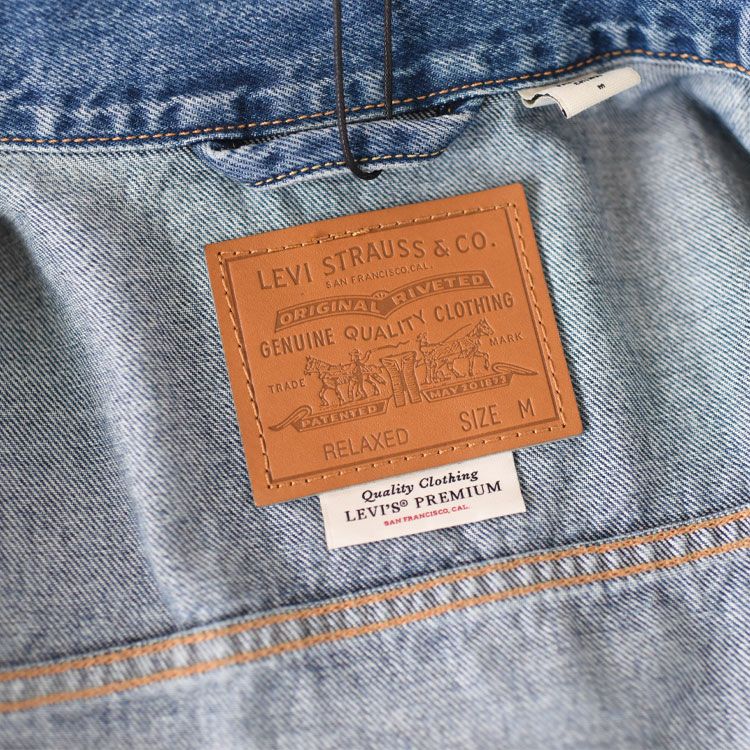 M
LEVI STRAUSS & CO.
SAN FRANCISCO, CAL.
ORIGINAL RIVETED
GENUINE QUALITY CLOTHING
TRADE MARK
PATENTED MAY 20 1873
RELAXED SIZE M
Quality Clothing
LEVI'S® PREMIUM
SAN FRANCISCO, CAL.